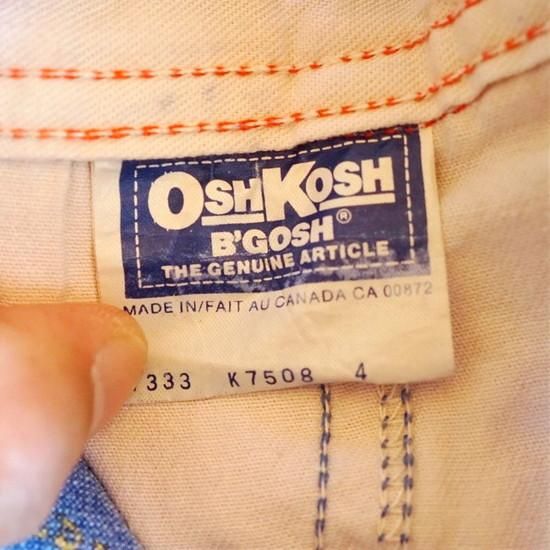 OSHKOSH
B'GOSH®
THE GENUINE ARTICLE
MADE IN/FAIT AU CANADA CA 00872
333 K7508 4